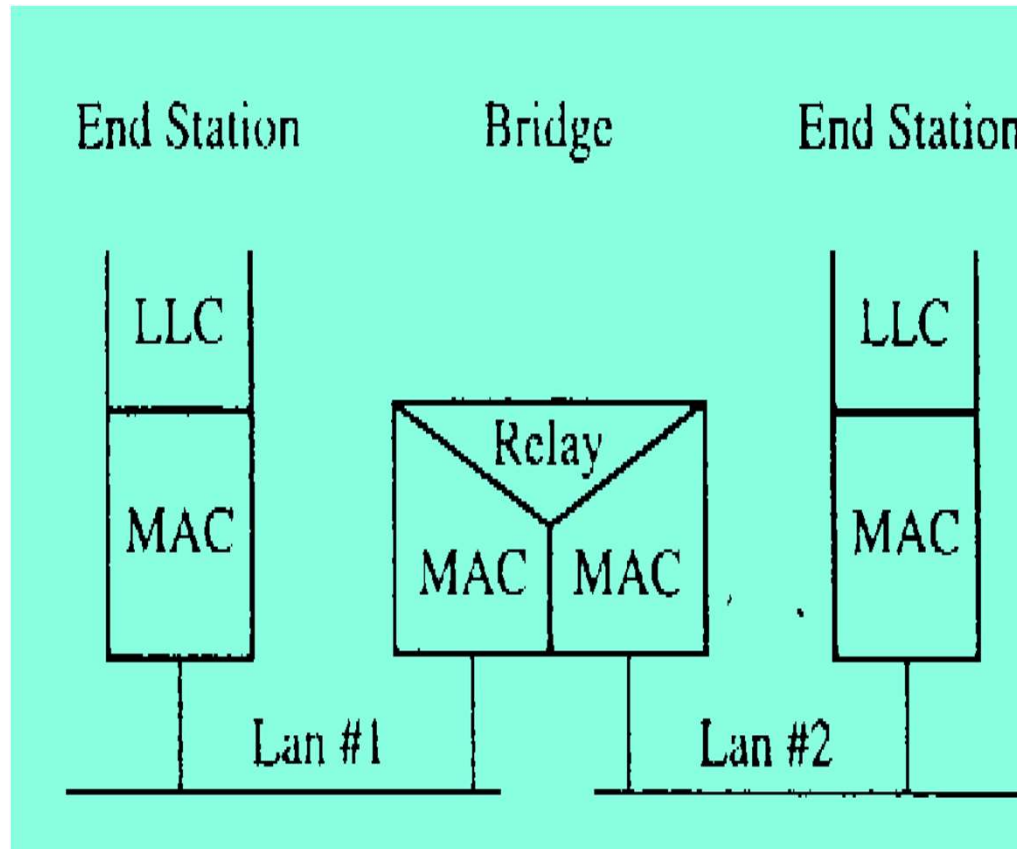 End Station Bridge End Station
LLC LLC
Relay
MAC MAC
MAC MAC
Lan #1 Lan #2